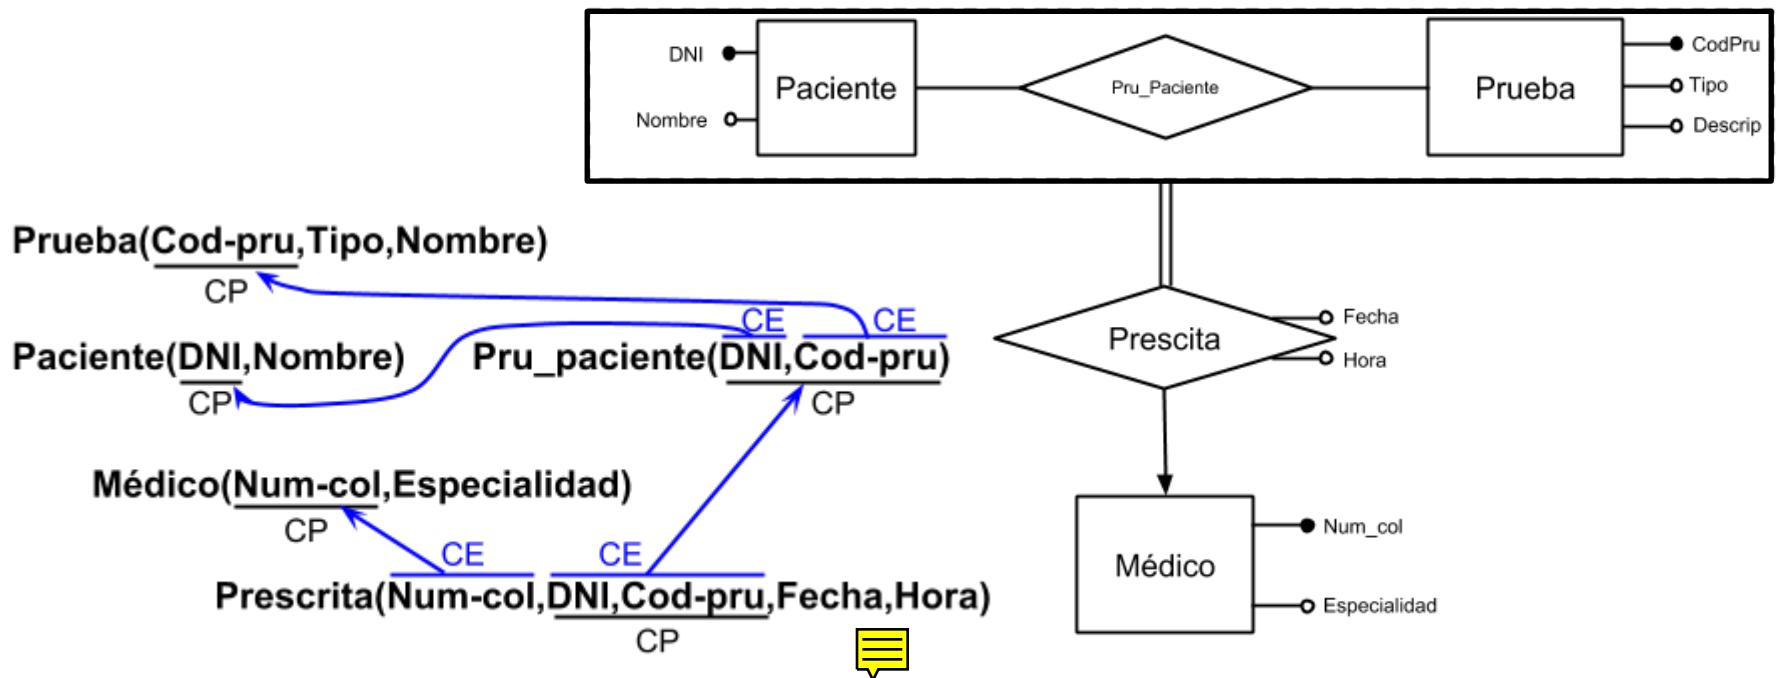 DNI
Nombre
Paciente
Pru_Paciente
Prueba
CodPru
Tipo
Descrip
Prueba(Cod-pru,Tipo,Nombre)
CP
CE
CE
Paciente(DNI,Nombre)
CP
Pru_paciente(DNI,Cod-pru)
CP
Prescita
Fecha
Hora
Médico(Num-col,Especialidad)
CP
CE
CE
Prescrita(Num-col,DNI,Cod-pru,Fecha,Hora)
CP
Médico
Num_col
Especialidad